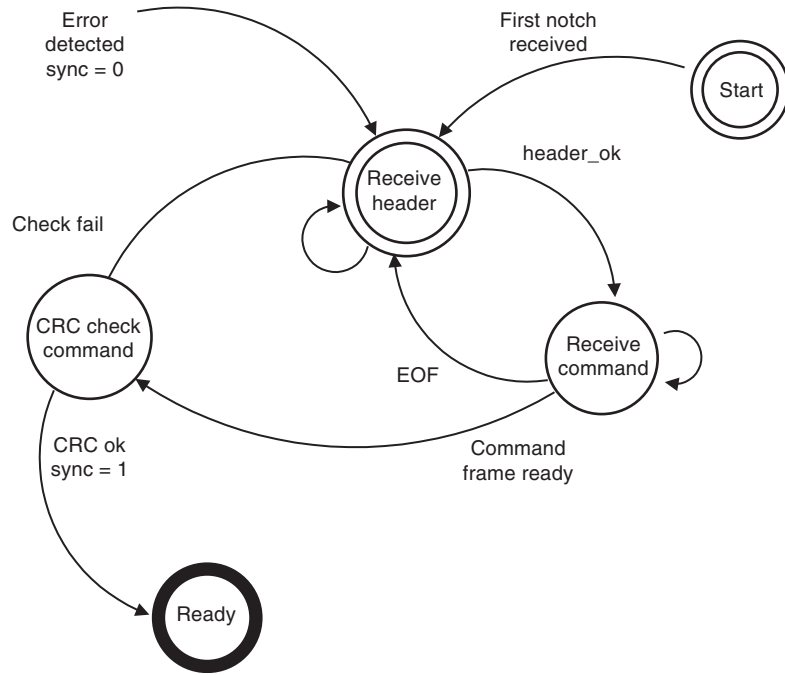 Error
detected
sync = 0
First notch
received
Start
Receive
header
header_ok
Check fail
CRC check
command
Receive
command
EOF
CRC ok
sync = 1
Command
frame ready
Ready